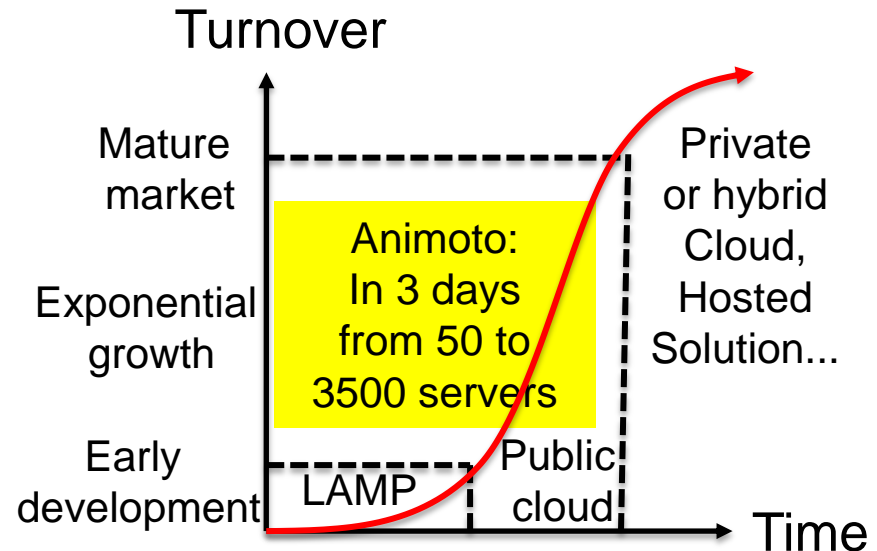 Turnover
Mature
market
Exponential
growth
Early
development
Animoto:
In 3 days
from 50 to
3500 servers
LAMP
Public
cloud
Private
or hybrid
Cloud,
Hosted
Solution...
Time